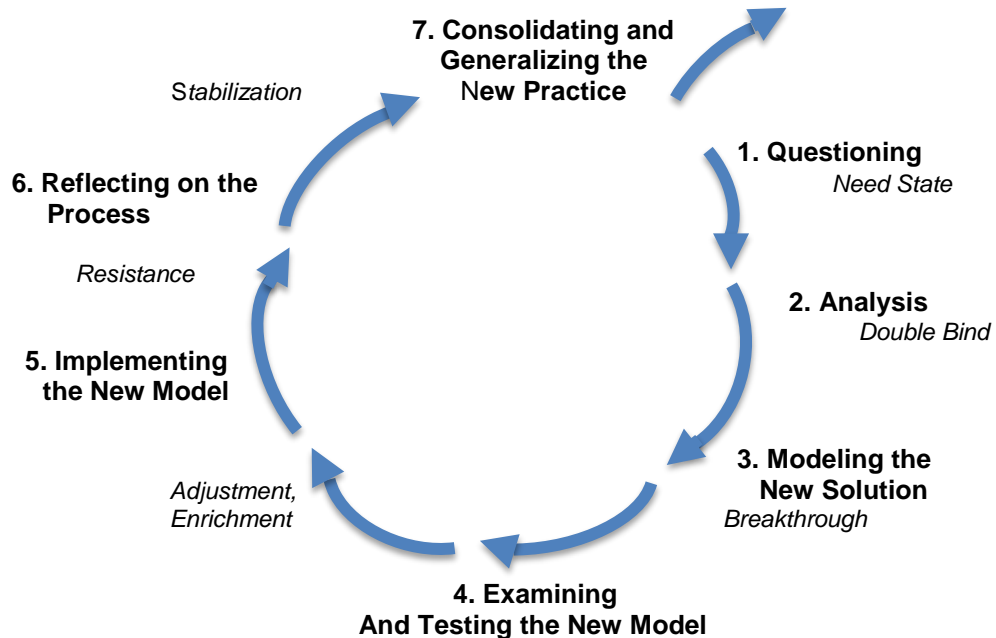 7. Consolidating and
Generalizing the
New Practice
Stabilization
1. Questioning
Need State
6. Reflecting on the
Process
Resistance
2. Analysis
Double Bind
5. Implementing
the New Model
3. Modeling the
New Solution
Breakthrough
Adjustment,
Enrichment
4. Examining
And Testing the New Model